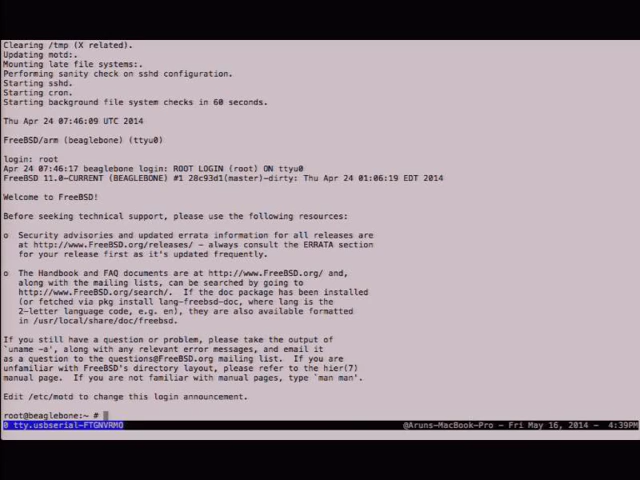 Clearing /tmp (X related).
Updating motd:.
Mounting late file systems:.
Performing sanity check on sshd configuration.
Starting sshd.
Starting cron.
Starting background file system checks in 60 seconds.
Thu Apr 24 07:46:09 UTC 2014
FreeBSD/arm (beaglebone) (ttyu0)
login: root
Apr 24 07:46:17 beaglebone login: ROOT LOGIN (root) ON ttyu0
FreeBSD 11.0-CURRENT (BEAGLEBONE) #1 28c93d1(master)-dirty: Thu Apr 24 01:06:19 EDT 2014
Welcome to FreeBSD!
Before seeking technical support, please use the following resources:
o  Security advisories and updated errata information for all releases are
at http://www.FreeBSD.org/releases/ - always consult the ERRATA section
for your release first as it's updated frequently.
o  The Handbook and FAQ documents are at http://www.FreeBSD.org/ and,
along with the mailing lists, can be searched by going to
http://www.FreeBSD.org/search/.  If the doc package has been installed
(or fetched via pkg install lang-freebsd-doc, where lang is the
2-letter language code, e.g. en), they are also available formatted
in /usr/local/share/doc/freebsd.
If you still have a question or problem, please take the output of
`uname -a', along with any relevant error messages, and email it
as a question to the questions@FreeBSD.org mailing list.  If you are
unfamiliar with FreeBSD's directory layout, please refer to the hier(7)
manual page.  If you are not familiar with manual pages, type `man man'.
Edit /etc/motd to change this login announcement.
root@beaglebone:~ #
0 tty.usbserial-FTGNVRMQ @Aruns-MacBook-Pro - Fri May 16, 2014 - 4:39PM